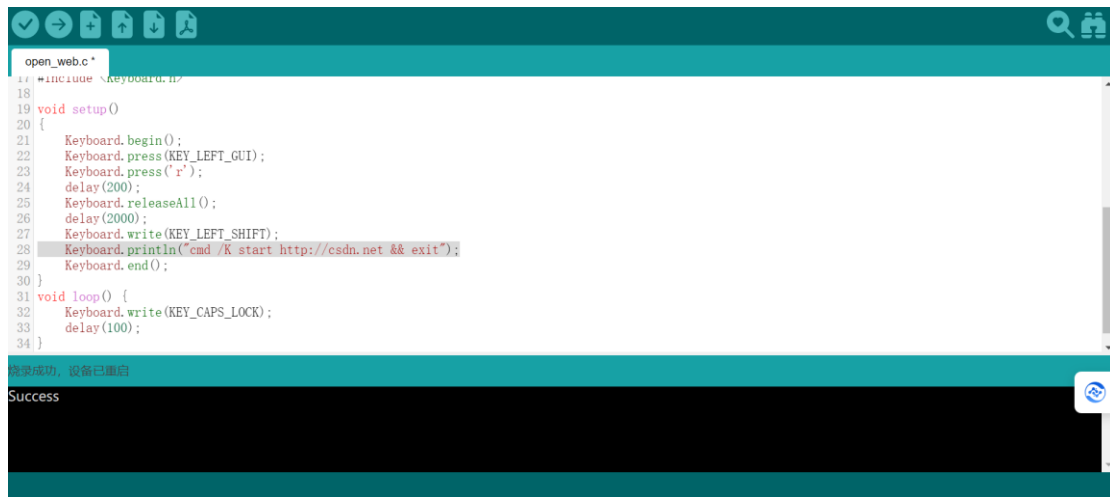 open_web.c *
17 #include <Keyboard.h>
18
19 void setup()
20 {
21     Keyboard.begin();
22     Keyboard.press(KEY_LEFT_GUI);
23     Keyboard.press('r');
24     delay(200);
25     Keyboard.releaseAll();
26     delay(2000);
27     Keyboard.write(KEY_LEFT_SHIFT);
28     Keyboard.println("cmd /K start http://csdn.net && exit");
29     Keyboard.end();
30 }
31 void loop() {
32     Keyboard.write(KEY_CAPS_LOCK);
33     delay(100);
34 }
烧录成功，设备已重启
Success